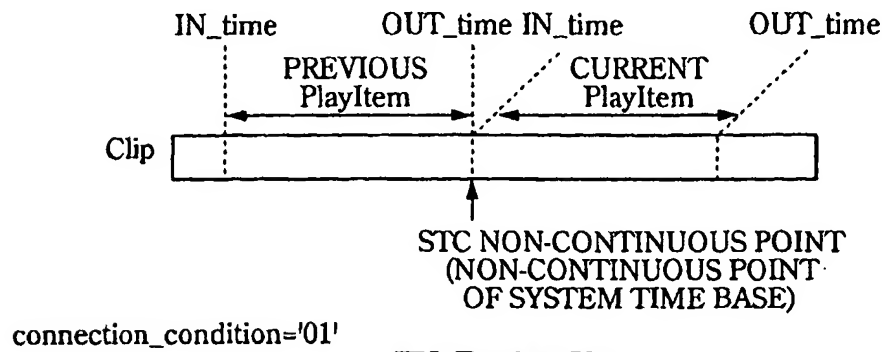 IN_time OUT_time IN_time OUT_time
PREVIOUS CURRENT
PlayItem PlayItem
Clip
STC NON-CONTINUOUS POINT
(NON-CONTINUOUS POINT
OF SYSTEM TIME BASE)
connection_condition='01'